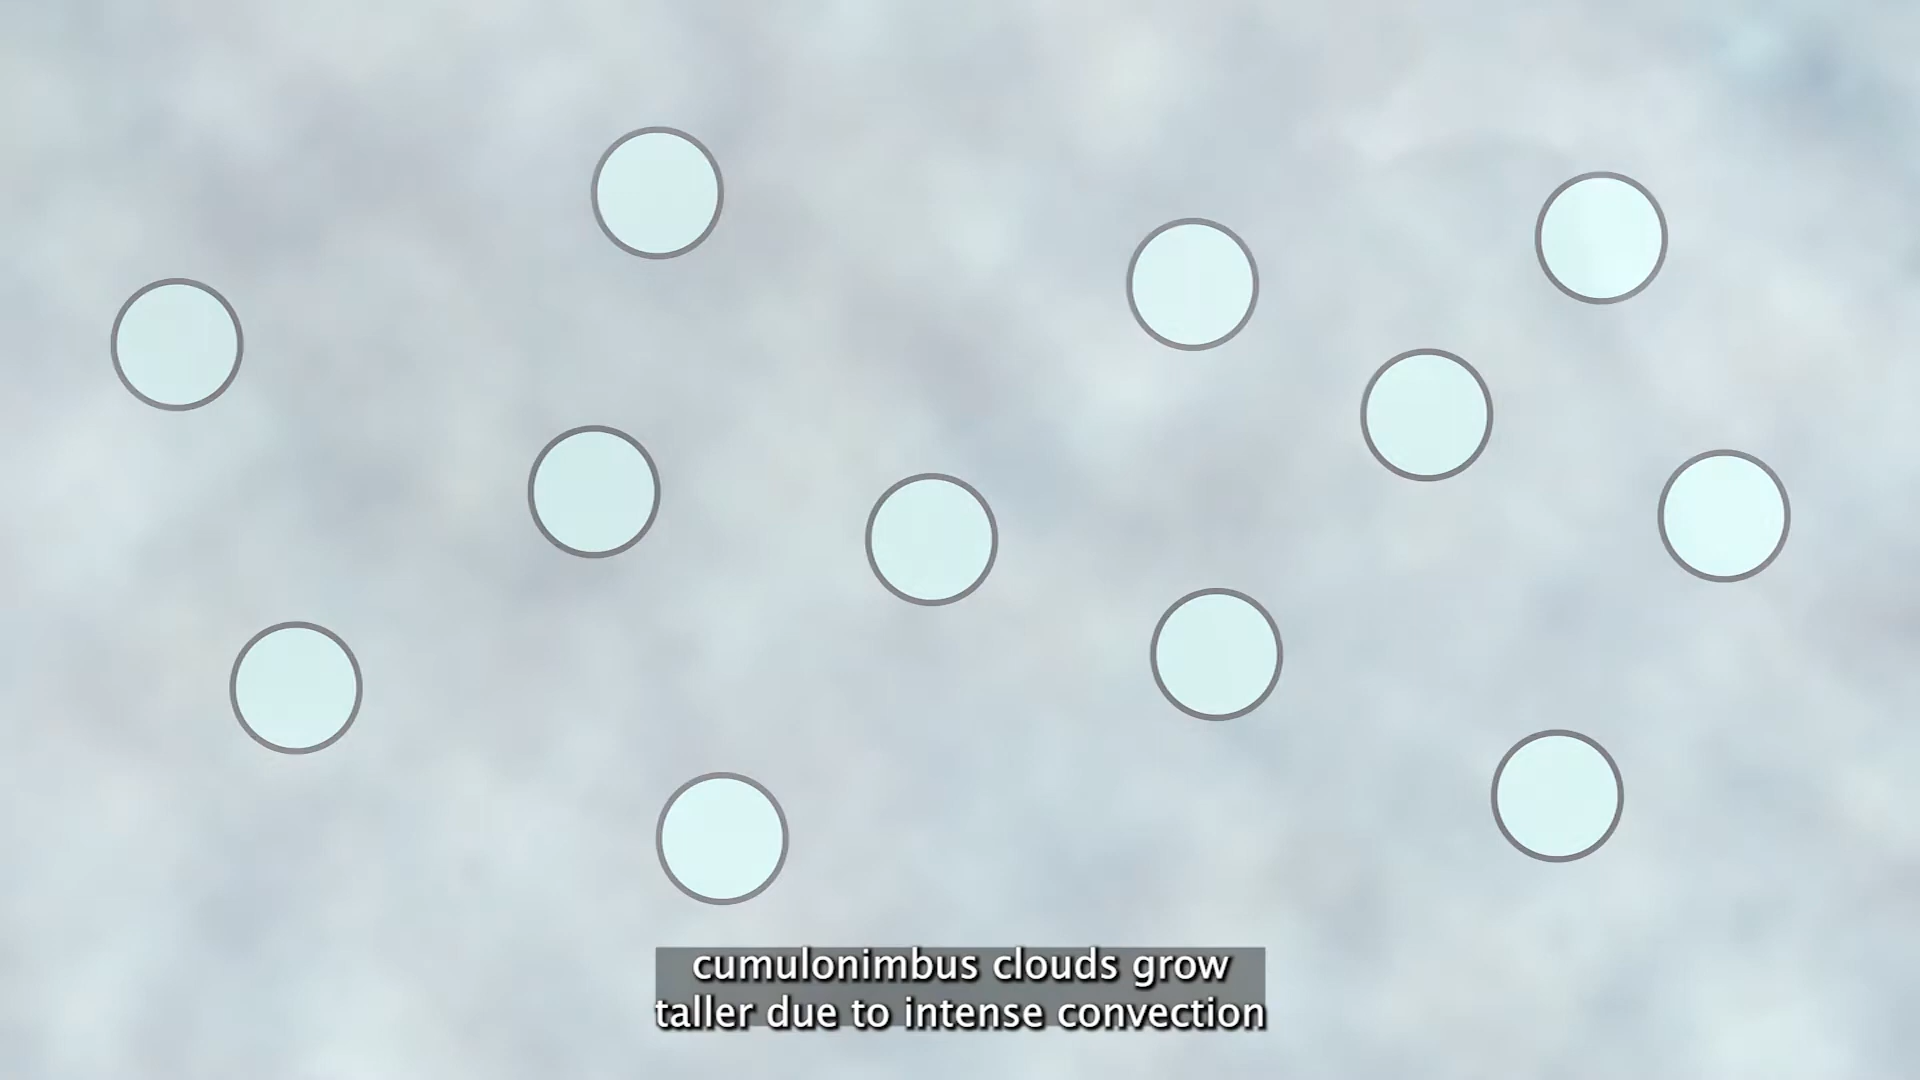 cumulonimbus clouds grow
taller due to intense convection